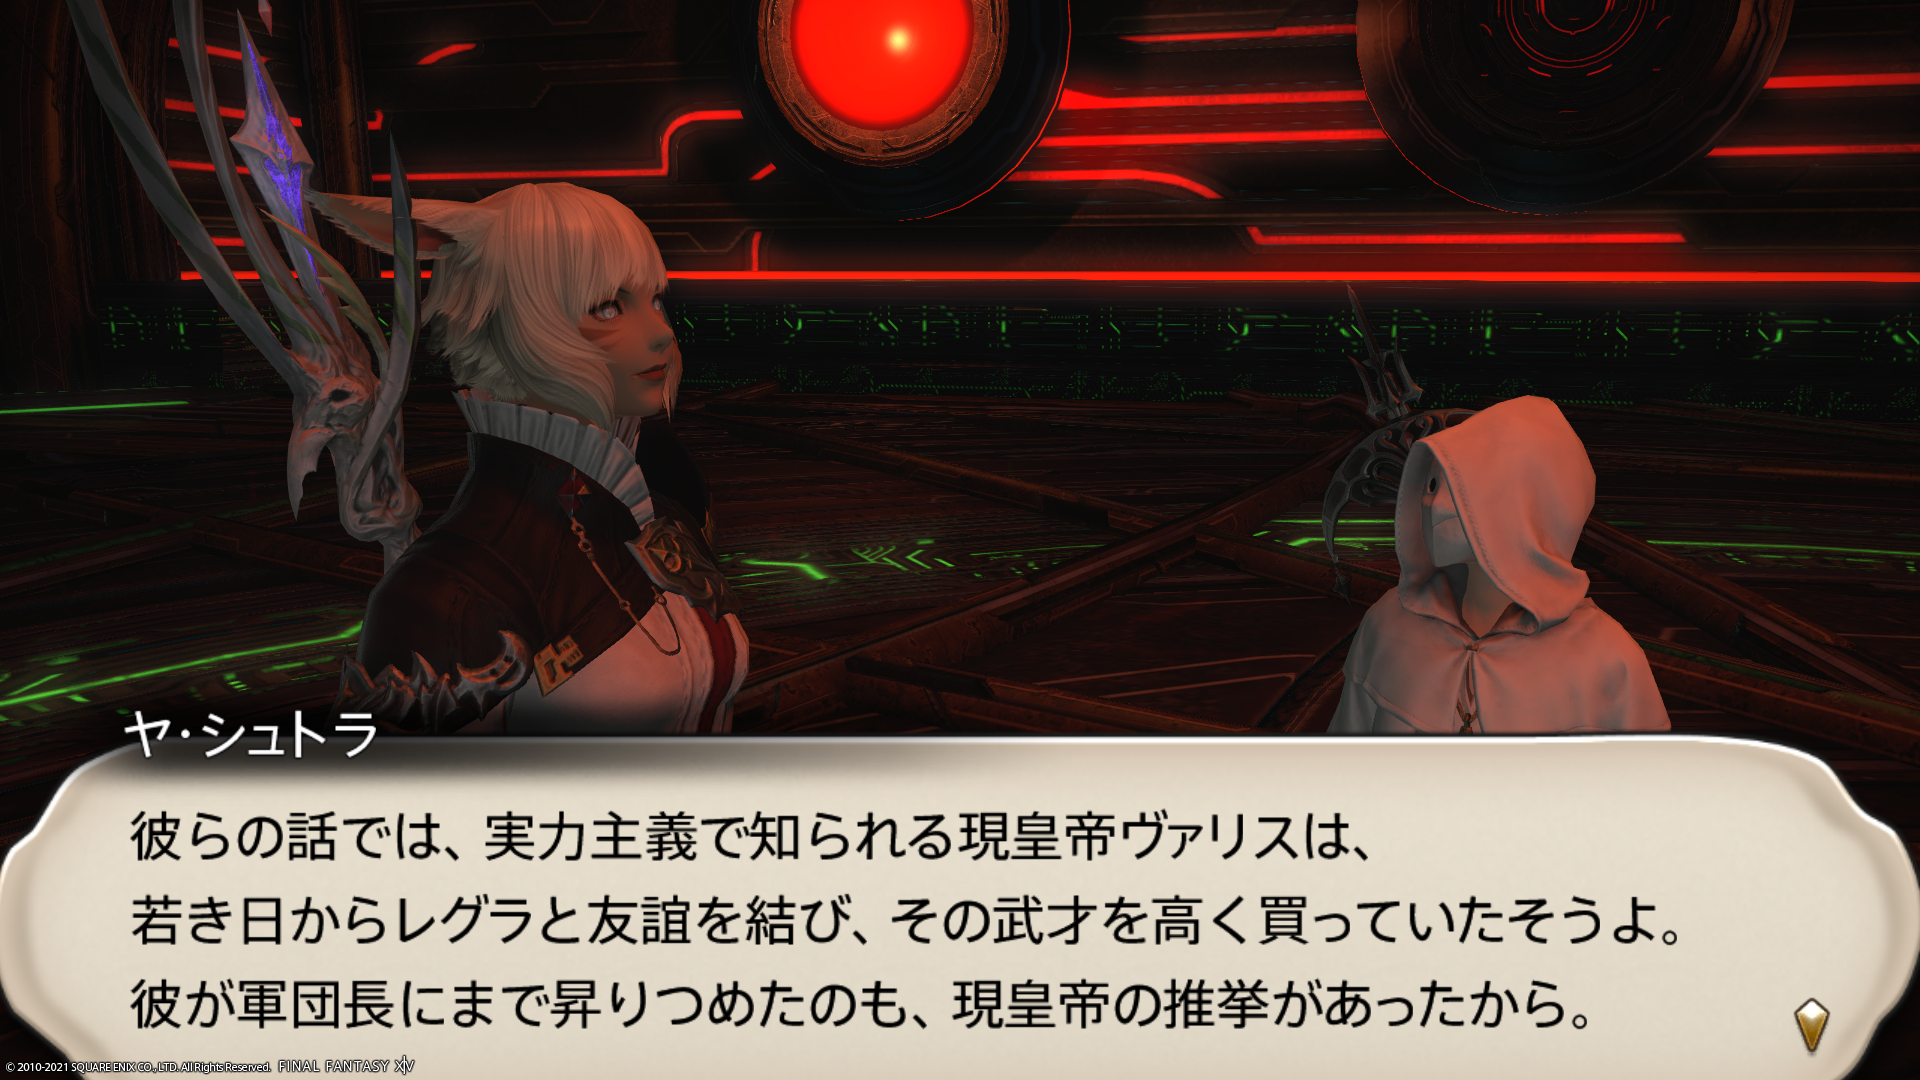 ヤ・シュトラ
彼らの話では、実力主義で知られる現皇帝ヴァリスは、
若き日からレグラと友誼を結び、その武才を高く買っていたそうよ。
彼が軍団長にまで昇りつめたのも、現皇帝の推挙があったから。
© 2010-2021 SQUARE ENIX CO., LTD. All Rights Reserved. FINAL FANTASY XIV